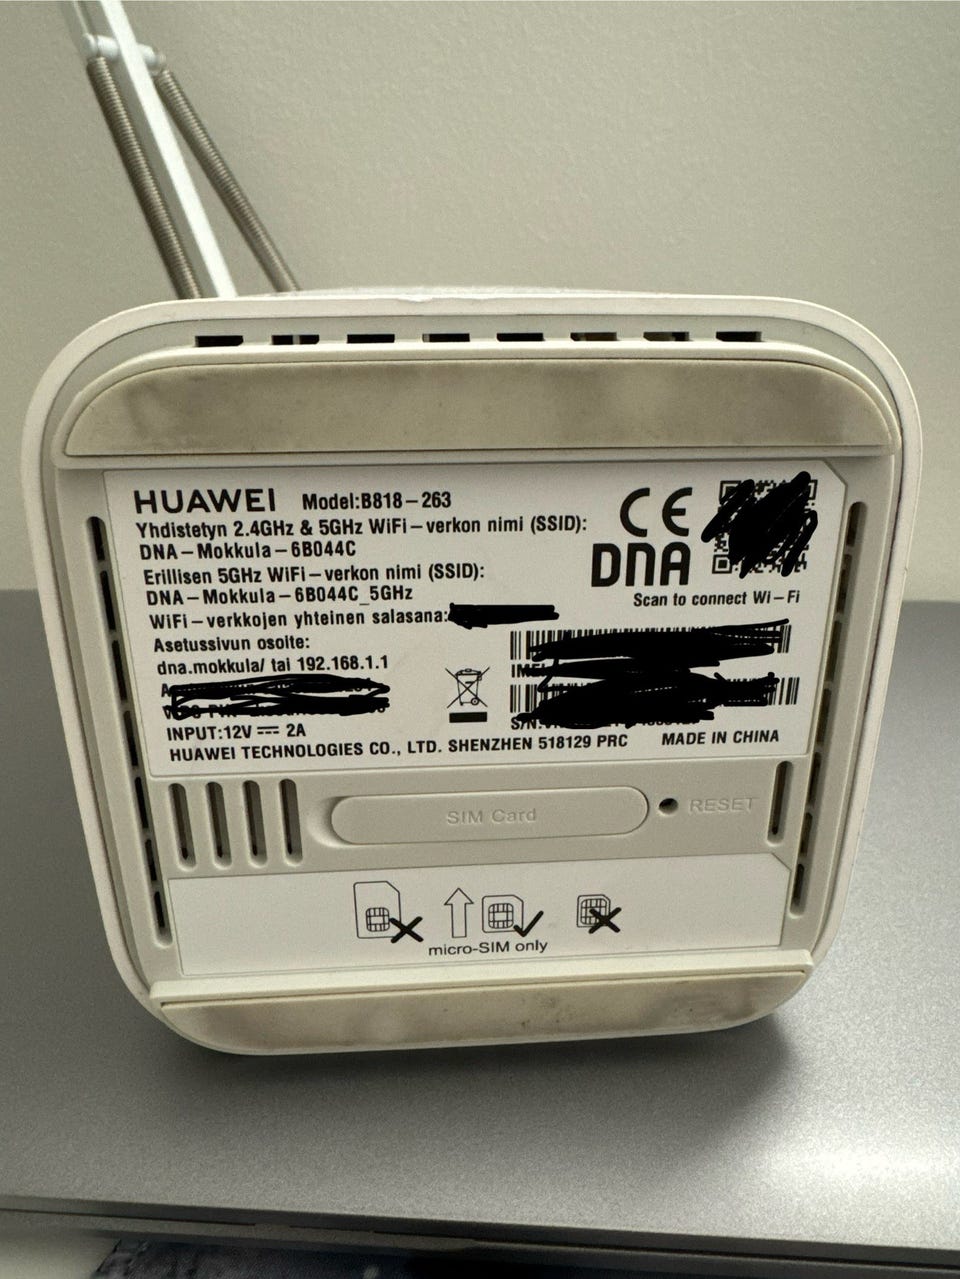 HUAWEI Model:B818-263
Yhdistetyn 2.4GHz & 5GHz WiFi-verkon nimi (SSID):
DNA-Mokkula-6B044C
Erillisen 5GHz WiFi-verkon nimi (SSID):
DNA-Mokkula-6B044C_5GHz
WiFi-verkkojen yhteinen salasana:
Asetussivun osoite:
dna.mokkula/ tai 192.168.1.1
INPUT:12V ⎓ 2A
HUAWEI TECHNOLOGIES CO., LTD. SHENZHEN 518129 PRC
CE
DNA
Scan to connect Wi-Fi
IMEI
S/N:
MADE IN CHINA
SIM Card
RESET
micro-SIM only